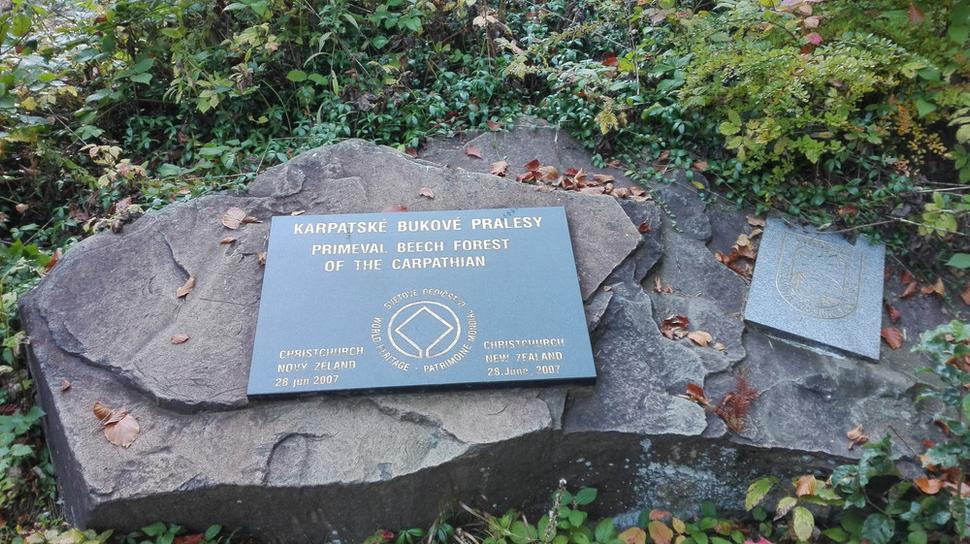 KARPATSKÉ BUKOVÉ PRALESY
PRIMEVAL BEECH FOREST
OF THE CARPATHIAN
SVETOVÉ DEDIČSTVO
WORLD HERITAGE · PATRIMOINE MONDIAL
CHRISTCHURCH
NOVÝ ZÉLAND
28 jun 2007
CHRISTCHURCH
NEW ZEALAND
28.June, 2007